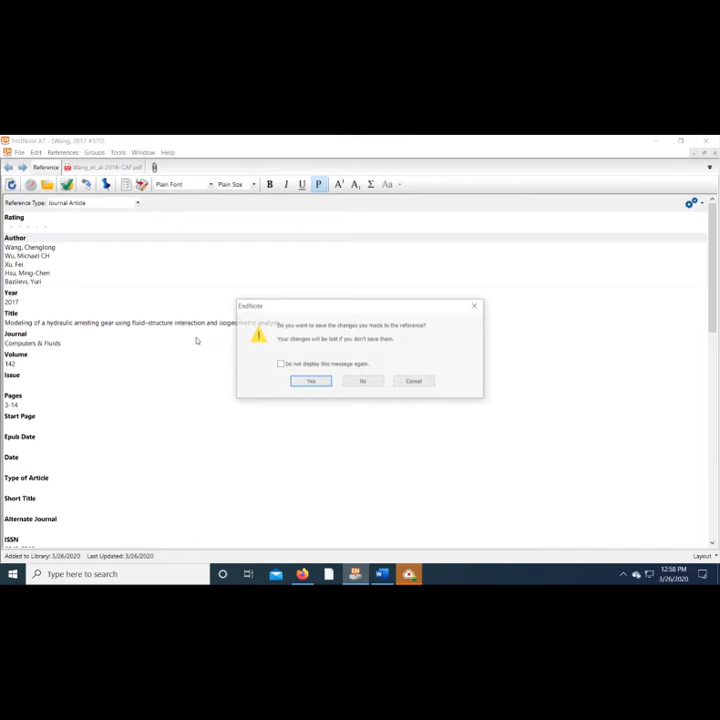 EndNote X7 - [Wang, 2017 #370]
File Edit References Groups Tools Window Help
Reference Wang_et_al-2016-CAF.pdf
Plain Font Plain Size B I U P A¹ A₁ Σ Aa
Reference Type: Journal Article
Rating
Author
Wang, Chenglong
Wu, Michael CH
Xu, Fei
Hsu, Ming-Chen
Bazilevs, Yuri
Year
2017
Title
Modeling of a hydraulic arresting gear using fluid–structure interaction and isogeometric analysis
Journal
Computers & Fluids
Volume
142
Issue
Pages
3-14
Start Page
Epub Date
Date
Type of Article
Short Title
Alternate Journal
ISSN
EndNote
Do you want to save the changes you made to the reference?
Your changes will be lost if you don't save them.
Do not display this message again.
Yes No Cancel
Added to Library: 3/26/2020 Last Updated: 3/26/2020 Layout
Type here to search
12:58 PM
3/26/2020